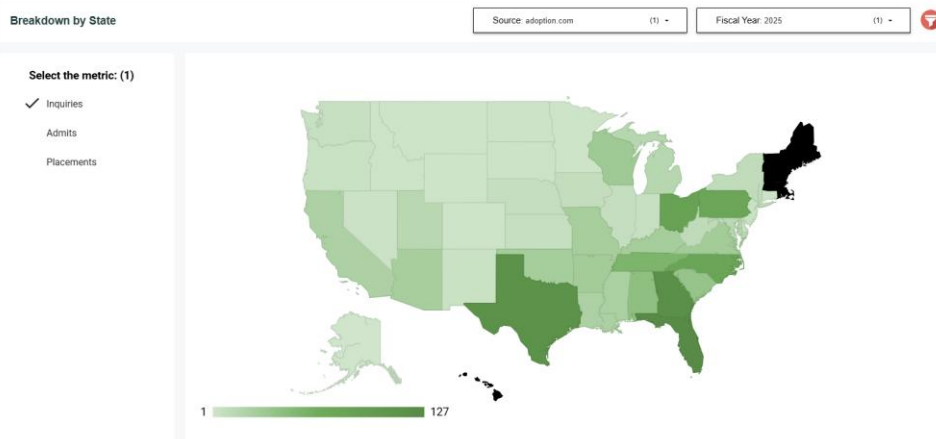 Breakdown by State
Source: adoption.com (1)
Fiscal Year: 2025 (1)
Select the metric: (1)
Inquiries
Admits
Placements
1 127